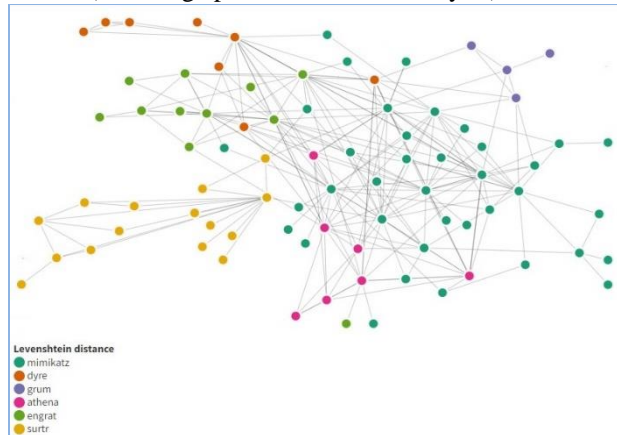 Levenshtein distance
mimikatz
dyre
grum
athena
engrat
surtr